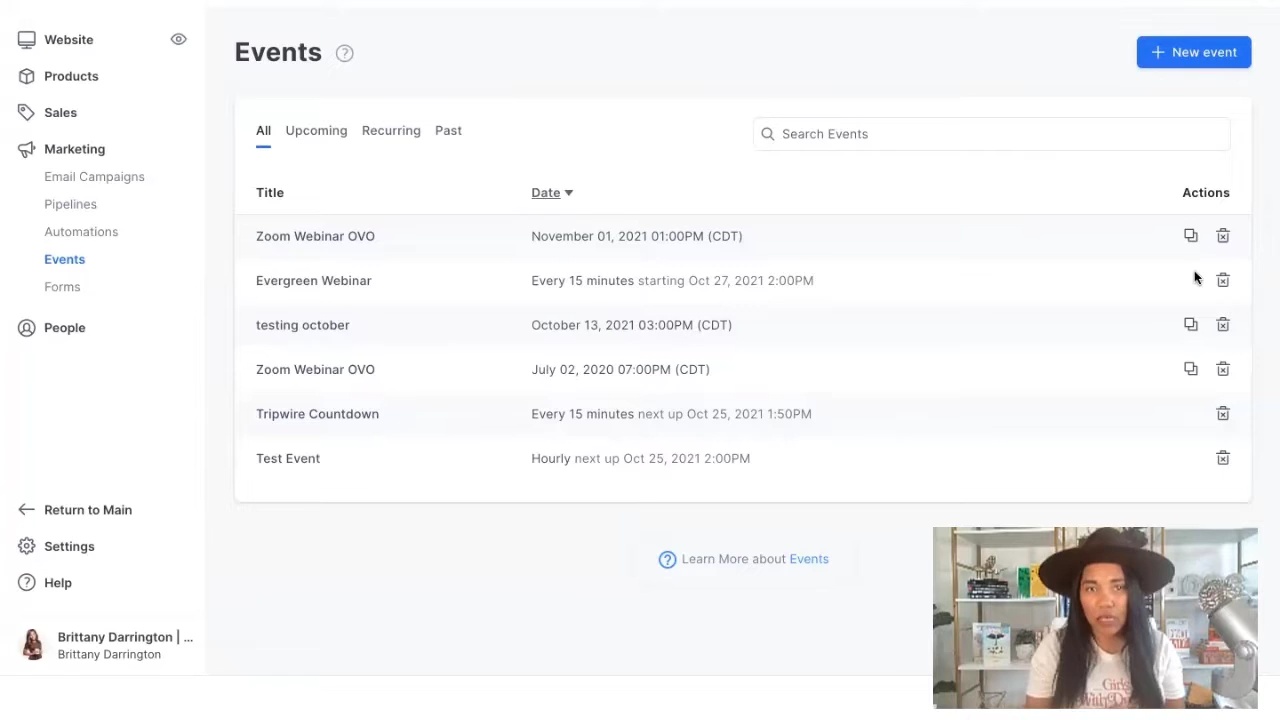 Website
Products
Sales
Marketing
Email Campaigns
Pipelines
Automations
Events
Forms
People
Return to Main
Settings
Help
Brittany Darrington | ...
Brittany Darrington
Events ?
+ New event
All Upcoming Recurring Past
Search Events
Title Date Actions
Zoom Webinar OVO November 01, 2021 01:00PM (CDT)
Evergreen Webinar Every 15 minutes starting Oct 27, 2021 2:00PM
testing october October 13, 2021 03:00PM (CDT)
Zoom Webinar OVO July 02, 2020 07:00PM (CDT)
Tripwire Countdown Every 15 minutes next up Oct 25, 2021 1:50PM
Test Event Hourly next up Oct 25, 2021 2:00PM
? Learn More about Events
Girls